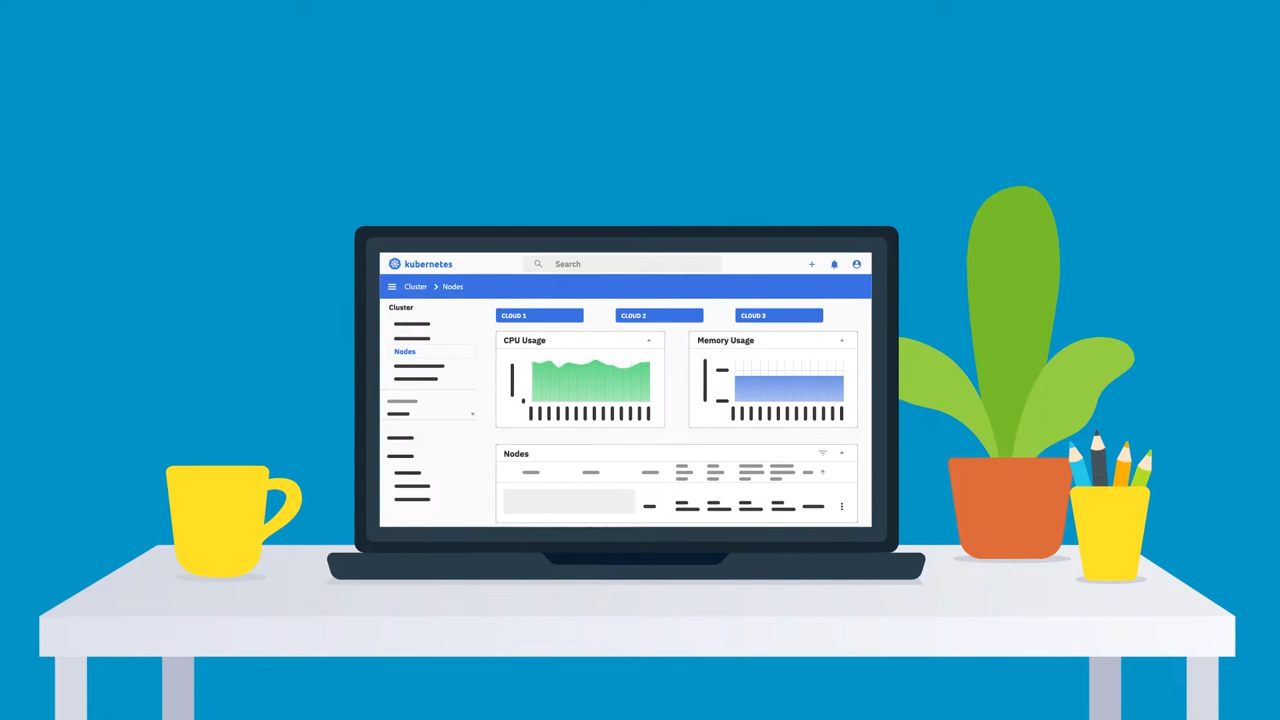 kubernetes
Search
Cluster > Nodes
Cluster
Nodes
CLOUD 1
CLOUD 2
CLOUD 3
CPU Usage
Memory Usage
Nodes